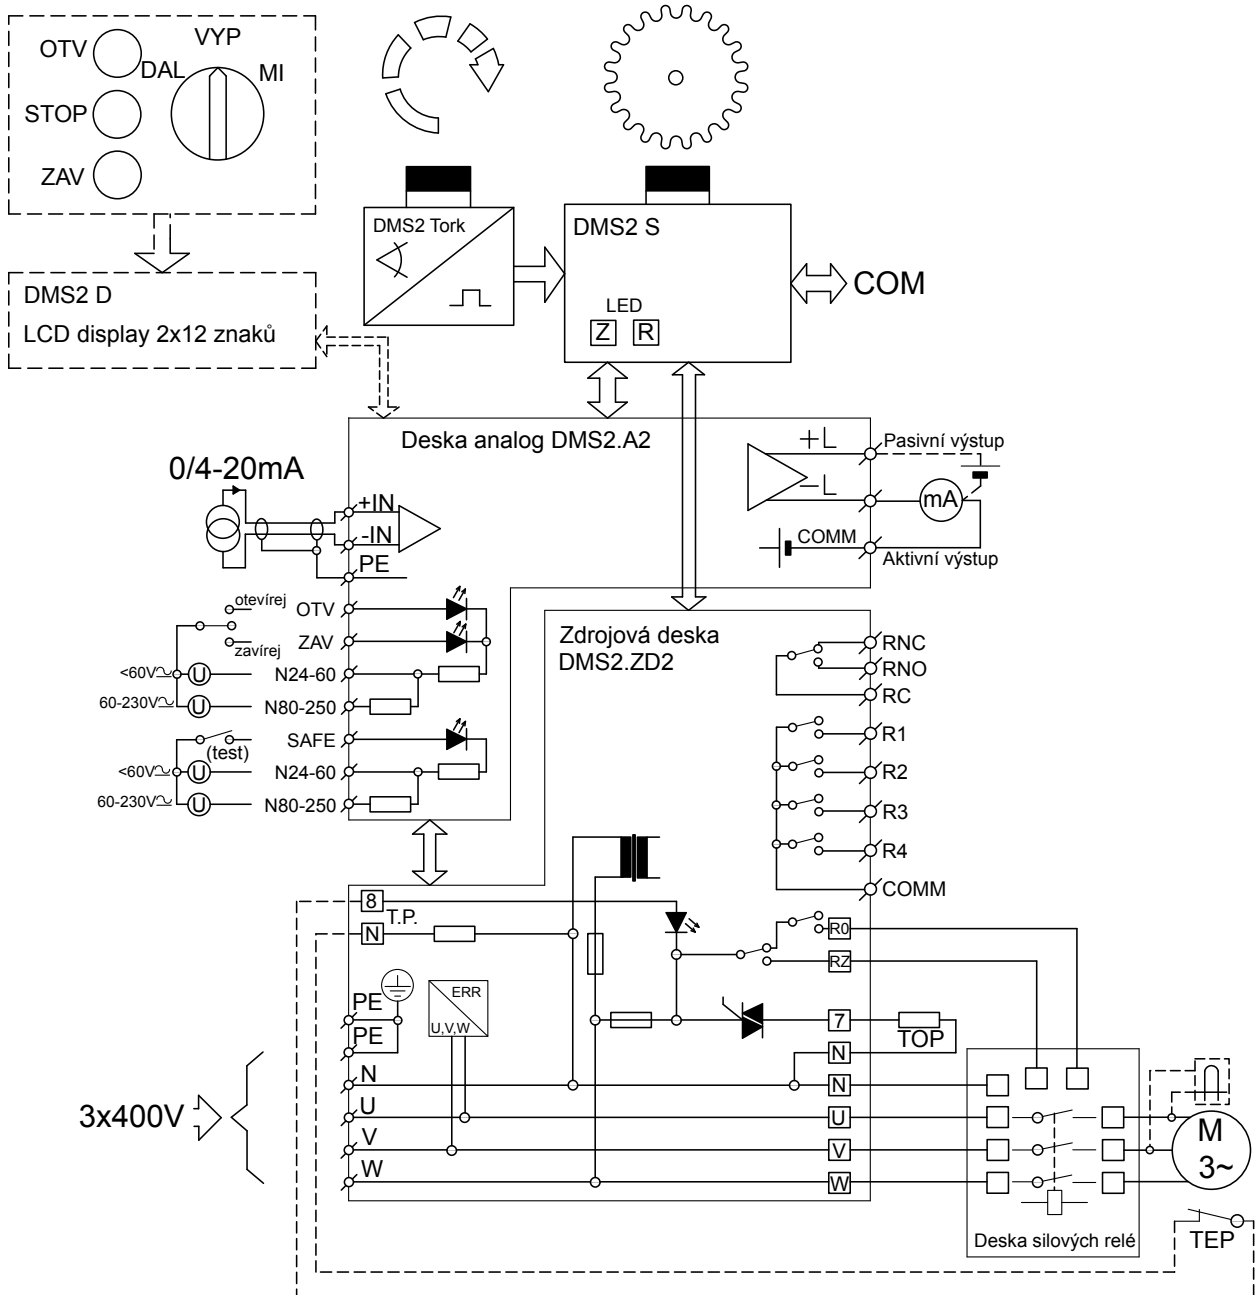 VYP
OTV
DAL
MI
STOP
ZAV
DMS2 D
LCD display 2x12 znaků
DMS2 Tork
DMS2 S
LED
Z
R
COM
Deska analog DMS2.A2
0/4-20mA
+IN
-IN
PE
+L
-L
COMM
Pasivní výstup
mA
Aktivní výstup
otevírej
OTV
zavírej
ZAV
<60V
U
N24-60
60-230V
U
N80-250
SAFE
(test)
<60V
U
N24-60
60-230V
U
N80-250
Zdrojová deska
DMS2.ZD2
RNC
RNO
RC
R1
R2
R3
R4
COMM
8
T.P.
N
R0
RZ
PE
PE
ERR
U,V,W
7
TOP
N
N
N
U
U
V
V
W
W
3x400V
M
3~
Deska silových relé
TEP